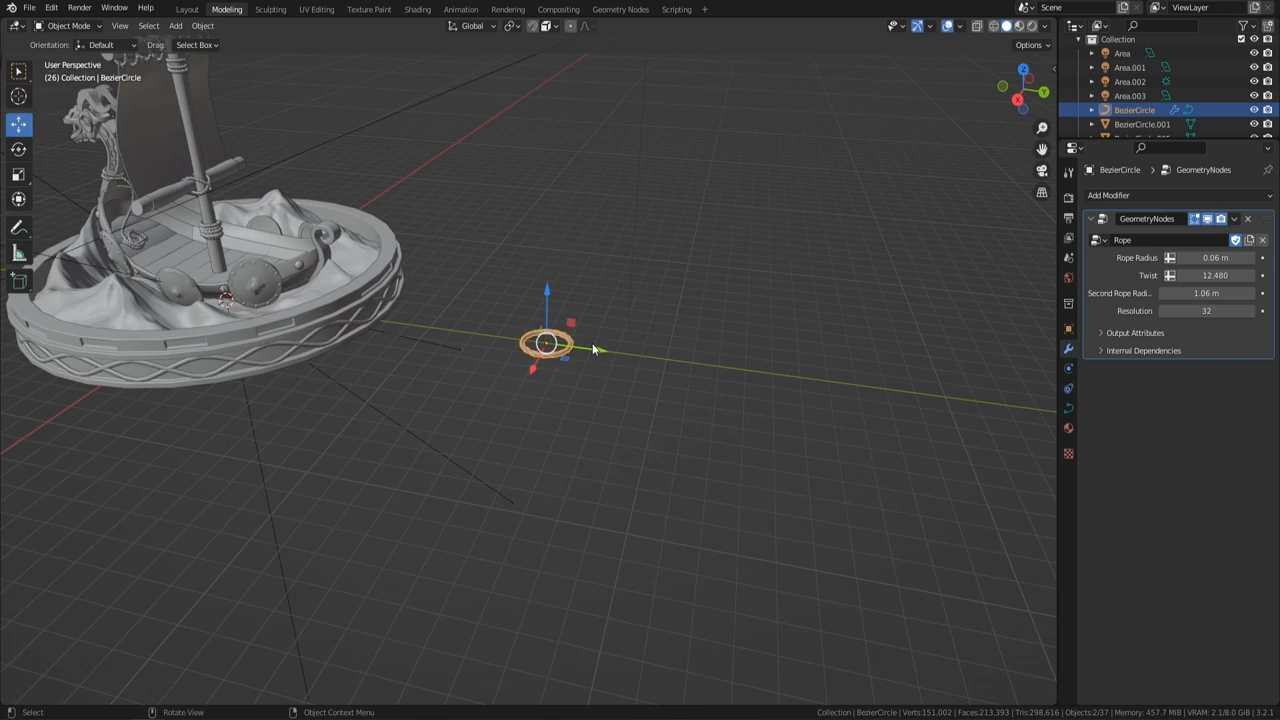 File Edit Render Window Help Layout Modeling Sculpting UV Editing Texture Paint Shading Animation Rendering Compositing Geometry Nodes Scripting + Scene ViewLayer
Object Mode View Select Add Object Global
Orientation: Default Drag: Select Box Options
User Perspective
(26) Collection | BezierCircle
Z
Y
X
Collection
Area
Area.001
Area.002
Area.003
BezierCircle
BezierCircle.001
BezierCircle > GeometryNodes
Add Modifier
GeometryNodes
Rope
Rope Radius 0.06 m
Twist 12.480
Second Rope Radi... 1.06 m
Resolution 32
Output Attributes
Internal Dependencies
Select Rotate View Object Context Menu Collection | BezierCircle | Verts:151,002 | Faces:213,393 | Tris:298,616 | Objects:2/37 | Memory: 457.7 MiB | VRAM: 2.1/8.0 GiB | 3.2.1